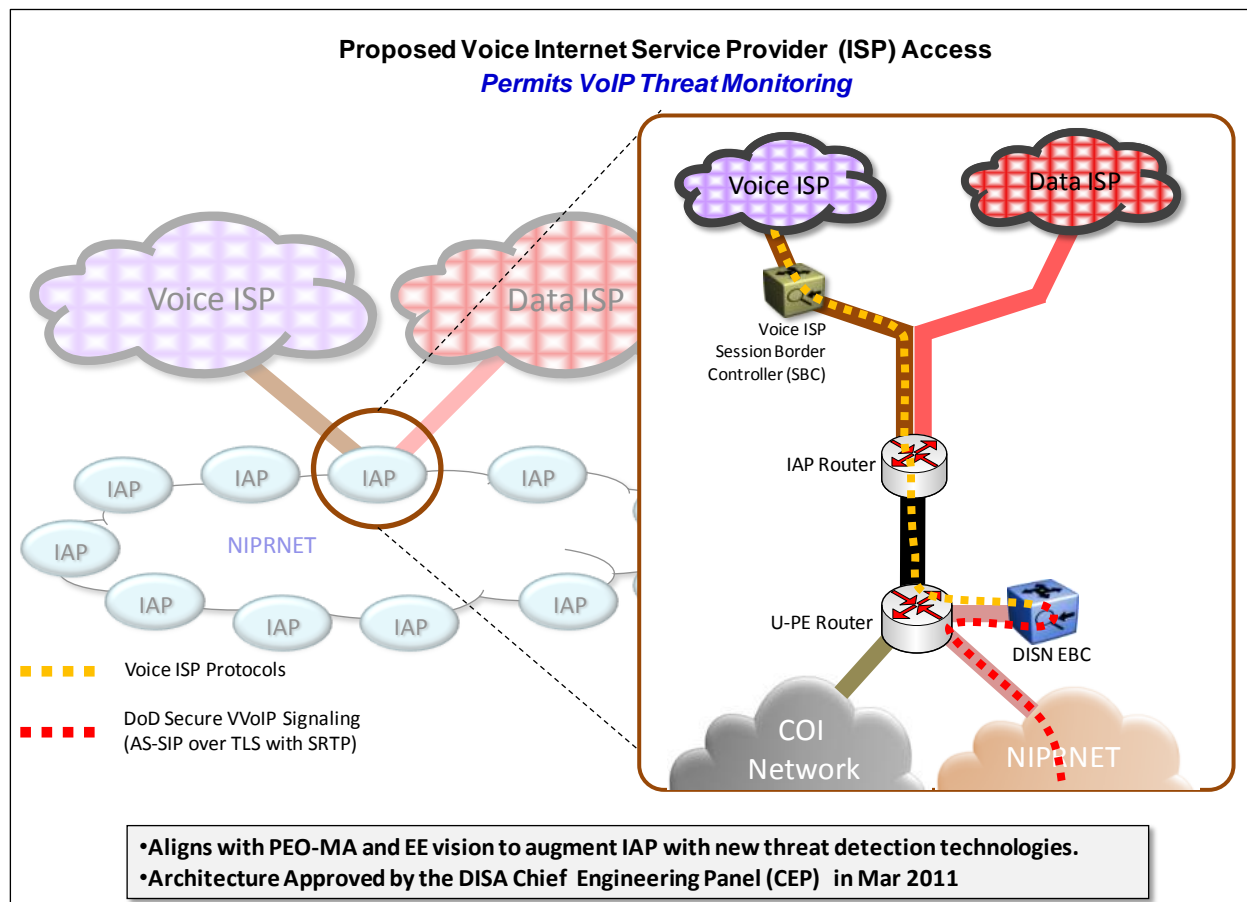 Proposed Voice Internet Service Provider (ISP) Access
Permits VoIP Threat Monitoring
Voice ISP
Data ISP
IAP
IAP
IAP
IAP
IAP
IAP
IAP
IAP
IAP
NIPRNET
Voice ISP Protocols
DoD Secure VVoIP Signaling
(AS-SIP over TLS with SRTP)
Voice ISP
Data ISP
Voice ISP
Session Border
Controller (SBC)
IAP Router
U-PE Router
DISN EBC
COI
Network
NIPRNET
•Aligns with PEO-MA and EE vision to augment IAP with new threat detection technologies.
•Architecture Approved by the DISA Chief Engineering Panel (CEP) in Mar 2011